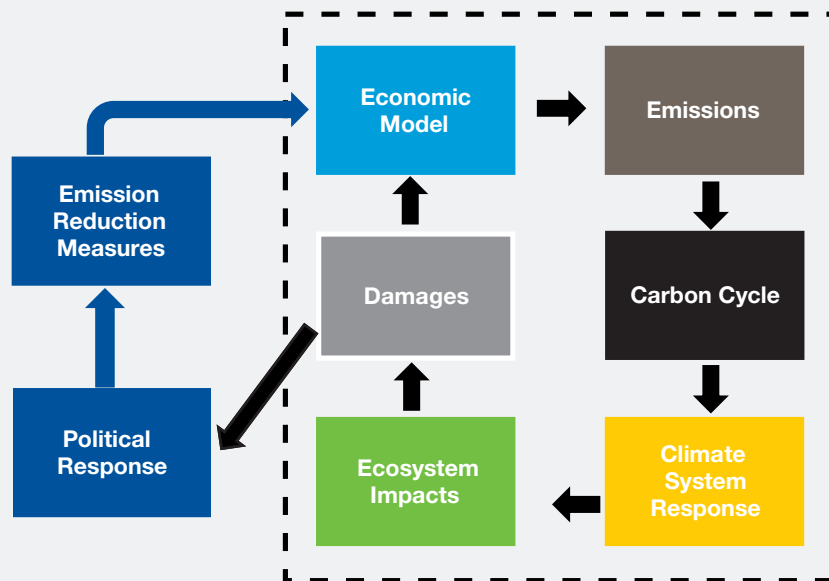 Economic
Model
Emissions
Emission
Reduction
Measures
Damages
Carbon Cycle
Political
Response
Ecosystem
Impacts
Climate
System
Response